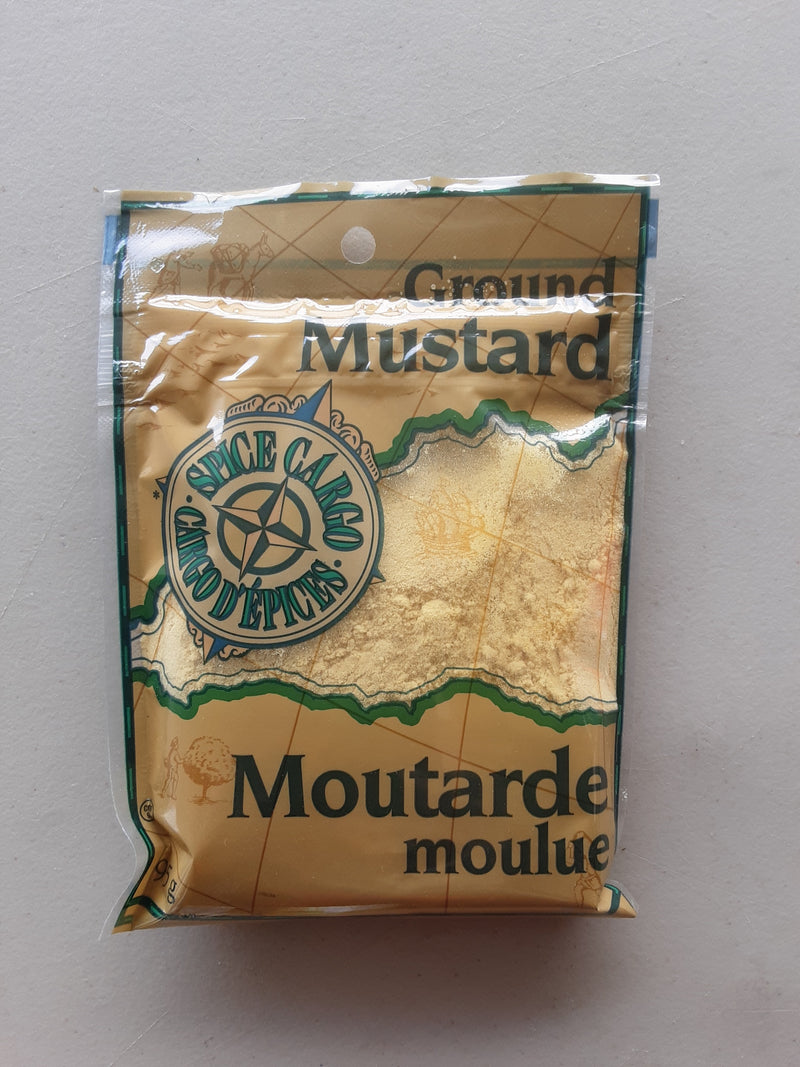 Ground
Mustard
SPICE CARGO
CARGO D'ÉPICES
Moutarde
moulue